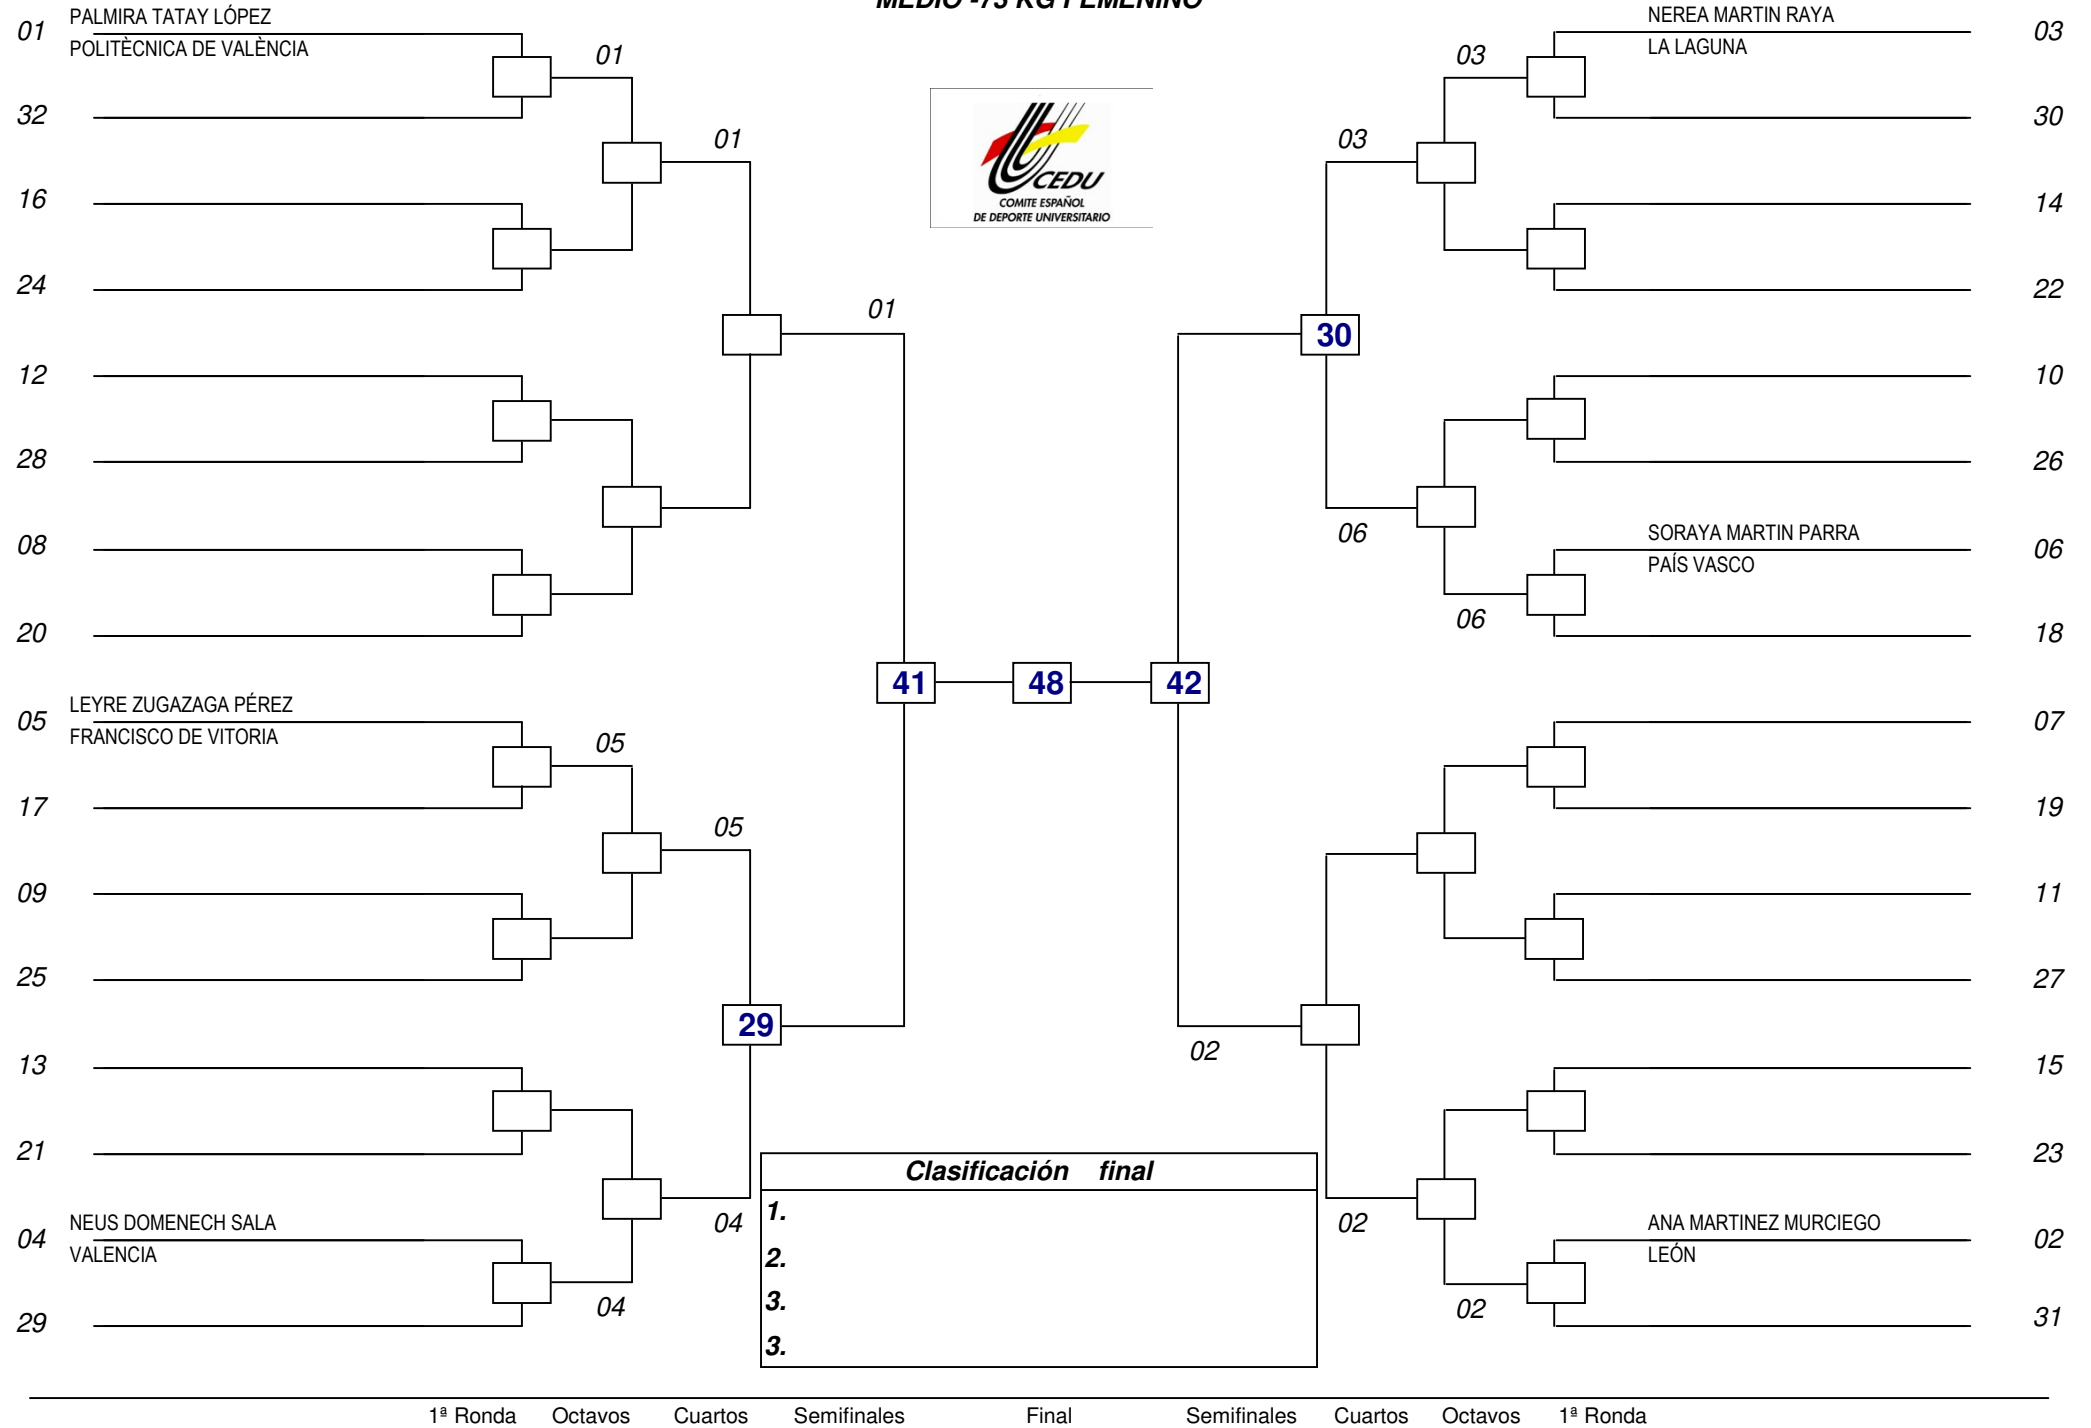 MEDIO -73 KG FEMENINO
01 PALMIRA TATAY LÓPEZ
POLITÈCNICA DE VALÈNCIA
01
32
01
16
24
12
28
01
08
20
05 LEYRE ZUGAZAGA PÉREZ
FRANCISCO DE VITORIA
05
17
05
09
25
29
13
21
04 NEUS DOMENECH SALA
VALENCIA
04
04
29
CEDU
COMITE ESPAÑOL
DE DEPORTE UNIVERSITARIO
41 48 42
NEREA MARTIN RAYA 03
LA LAGUNA
03
30
03
14
22
30
10
26
06
SORAYA MARTIN PARRA 06
PAÍS VASCO
06
18
07
19
11
27
02
15
23
02
ANA MARTINEZ MURCIEGO 02
LEÓN
02
31
Clasificación final
1.
2.
3.
3.
1ª Ronda Octavos Cuartos Semifinales Final Semifinales Cuartos Octavos 1ª Ronda